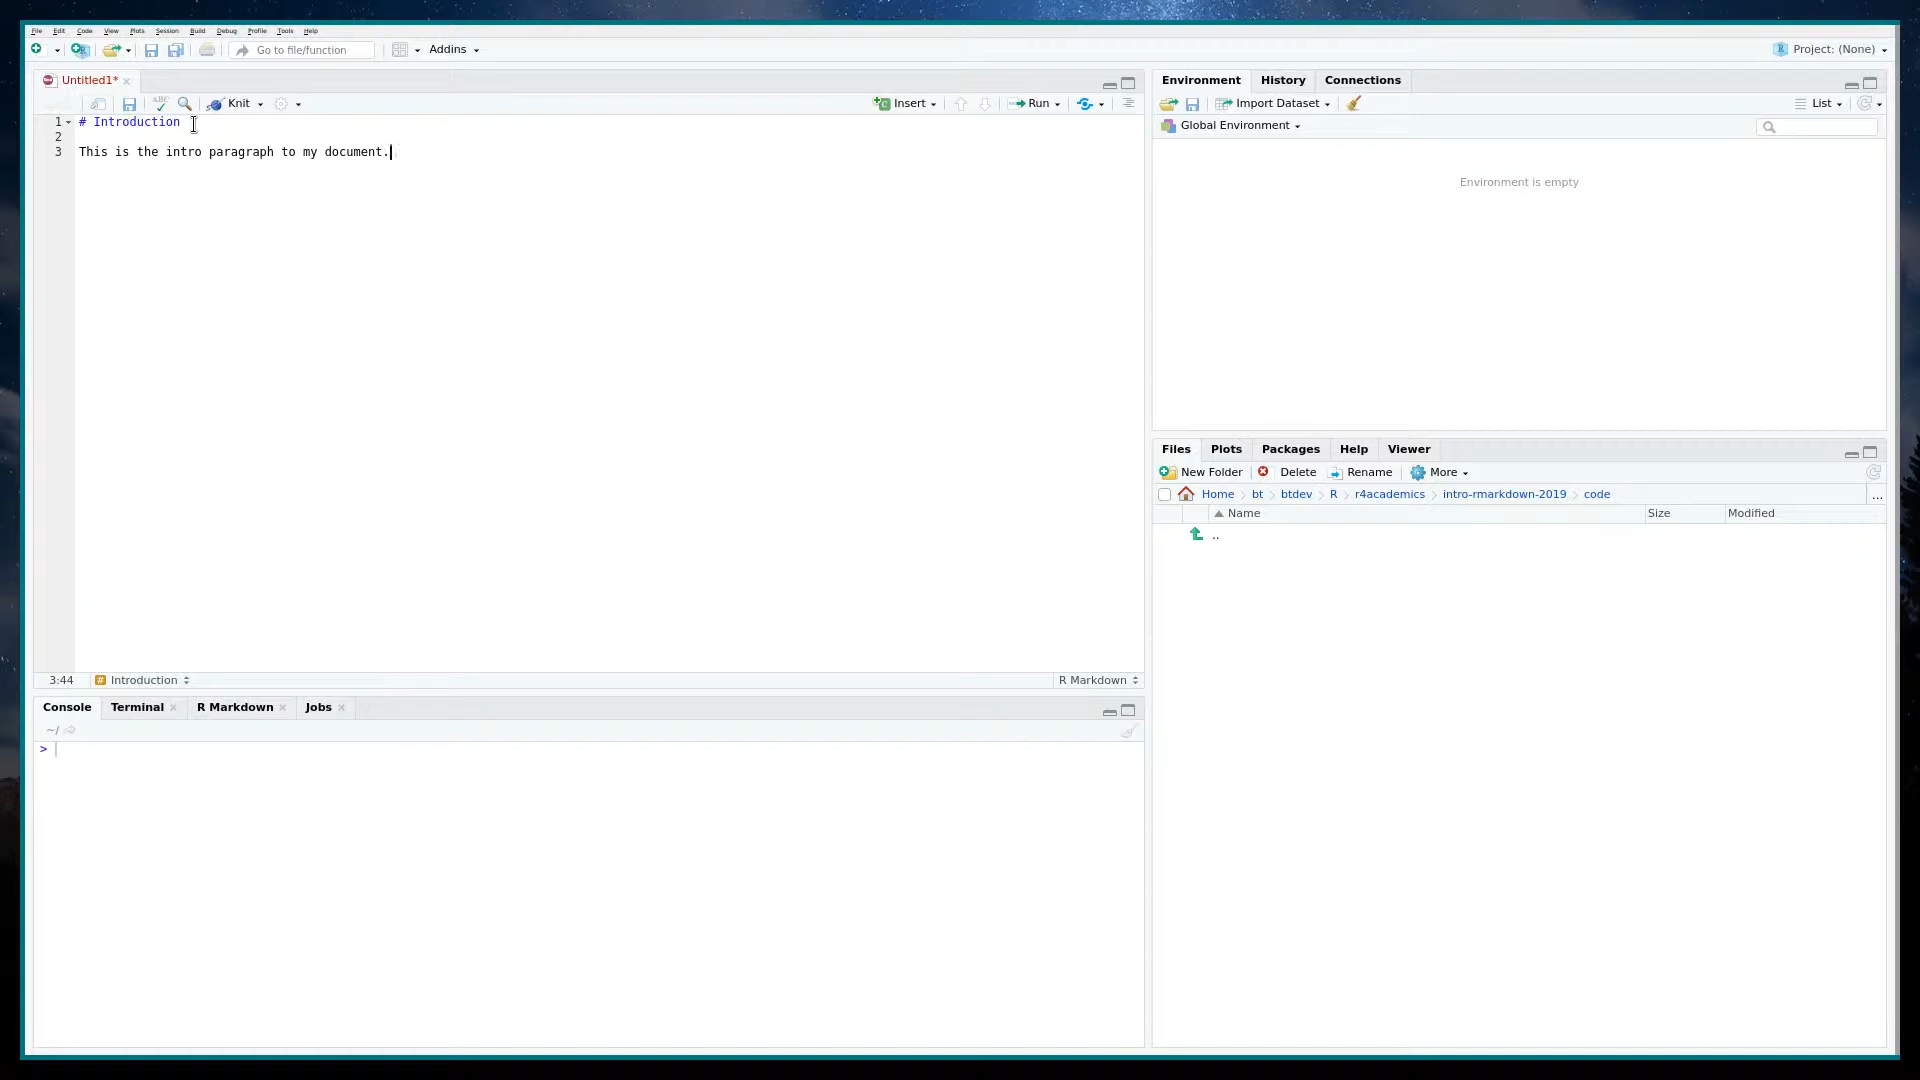 File Edit Code View Plots Session Build Debug Profile Tools Help
Go to file/function Addins Project: (None)
Untitled1*
ABC Knit Insert Run
1 # Introduction
2
3 This is the intro paragraph to my document.
3:44 # Introduction R Markdown
Console Terminal R Markdown Jobs
~/
>
Environment History Connections
Import Dataset List
Global Environment
Environment is empty
Files Plots Packages Help Viewer
New Folder Delete Rename More
Home bt btdev R r4academics intro-rmarkdown-2019 code ...
Name Size Modified
..